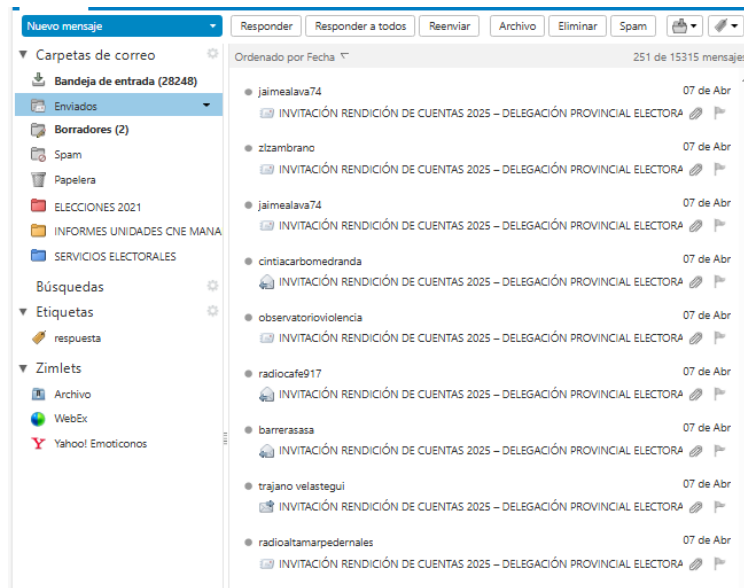 Nuevo mensaje
Responder
Responder a todos
Reenviar
Archivo
Eliminar
Spam
Carpetas de correo
Bandeja de entrada (28248)
Enviados
Borradores (2)
Spam
Papelera
ELECCIONES 2021
INFORMES UNIDADES CNE MANA
SERVICIOS ELECTORALES
Búsquedas
Etiquetas
respuesta
Zimlets
Archivo
WebEx
Yahoo! Emoticonos
Ordenado por Fecha
251 de 15315 mensajes
jaimealava74
07 de Abr
INVITACIÓN RENDICIÓN DE CUENTAS 2025 – DELEGACIÓN PROVINCIAL ELECTORA
zlzambrano
07 de Abr
INVITACIÓN RENDICIÓN DE CUENTAS 2025 – DELEGACIÓN PROVINCIAL ELECTORA
jaimealava74
07 de Abr
INVITACIÓN RENDICIÓN DE CUENTAS 2025 – DELEGACIÓN PROVINCIAL ELECTORA
cintiacarbomedranda
07 de Abr
INVITACIÓN RENDICIÓN DE CUENTAS 2025 – DELEGACIÓN PROVINCIAL ELECTORA
observatorioviolencia
07 de Abr
INVITACIÓN RENDICIÓN DE CUENTAS 2025 – DELEGACIÓN PROVINCIAL ELECTORA
radiocafe917
07 de Abr
INVITACIÓN RENDICIÓN DE CUENTAS 2025 – DELEGACIÓN PROVINCIAL ELECTORA
barrerasasa
07 de Abr
INVITACIÓN RENDICIÓN DE CUENTAS 2025 – DELEGACIÓN PROVINCIAL ELECTORA
trajano velastegui
07 de Abr
INVITACIÓN RENDICIÓN DE CUENTAS 2025 – DELEGACIÓN PROVINCIAL ELECTORA
radioaltamarpedernales
07 de Abr
INVITACIÓN RENDICIÓN DE CUENTAS 2025 – DELEGACIÓN PROVINCIAL ELECTORA